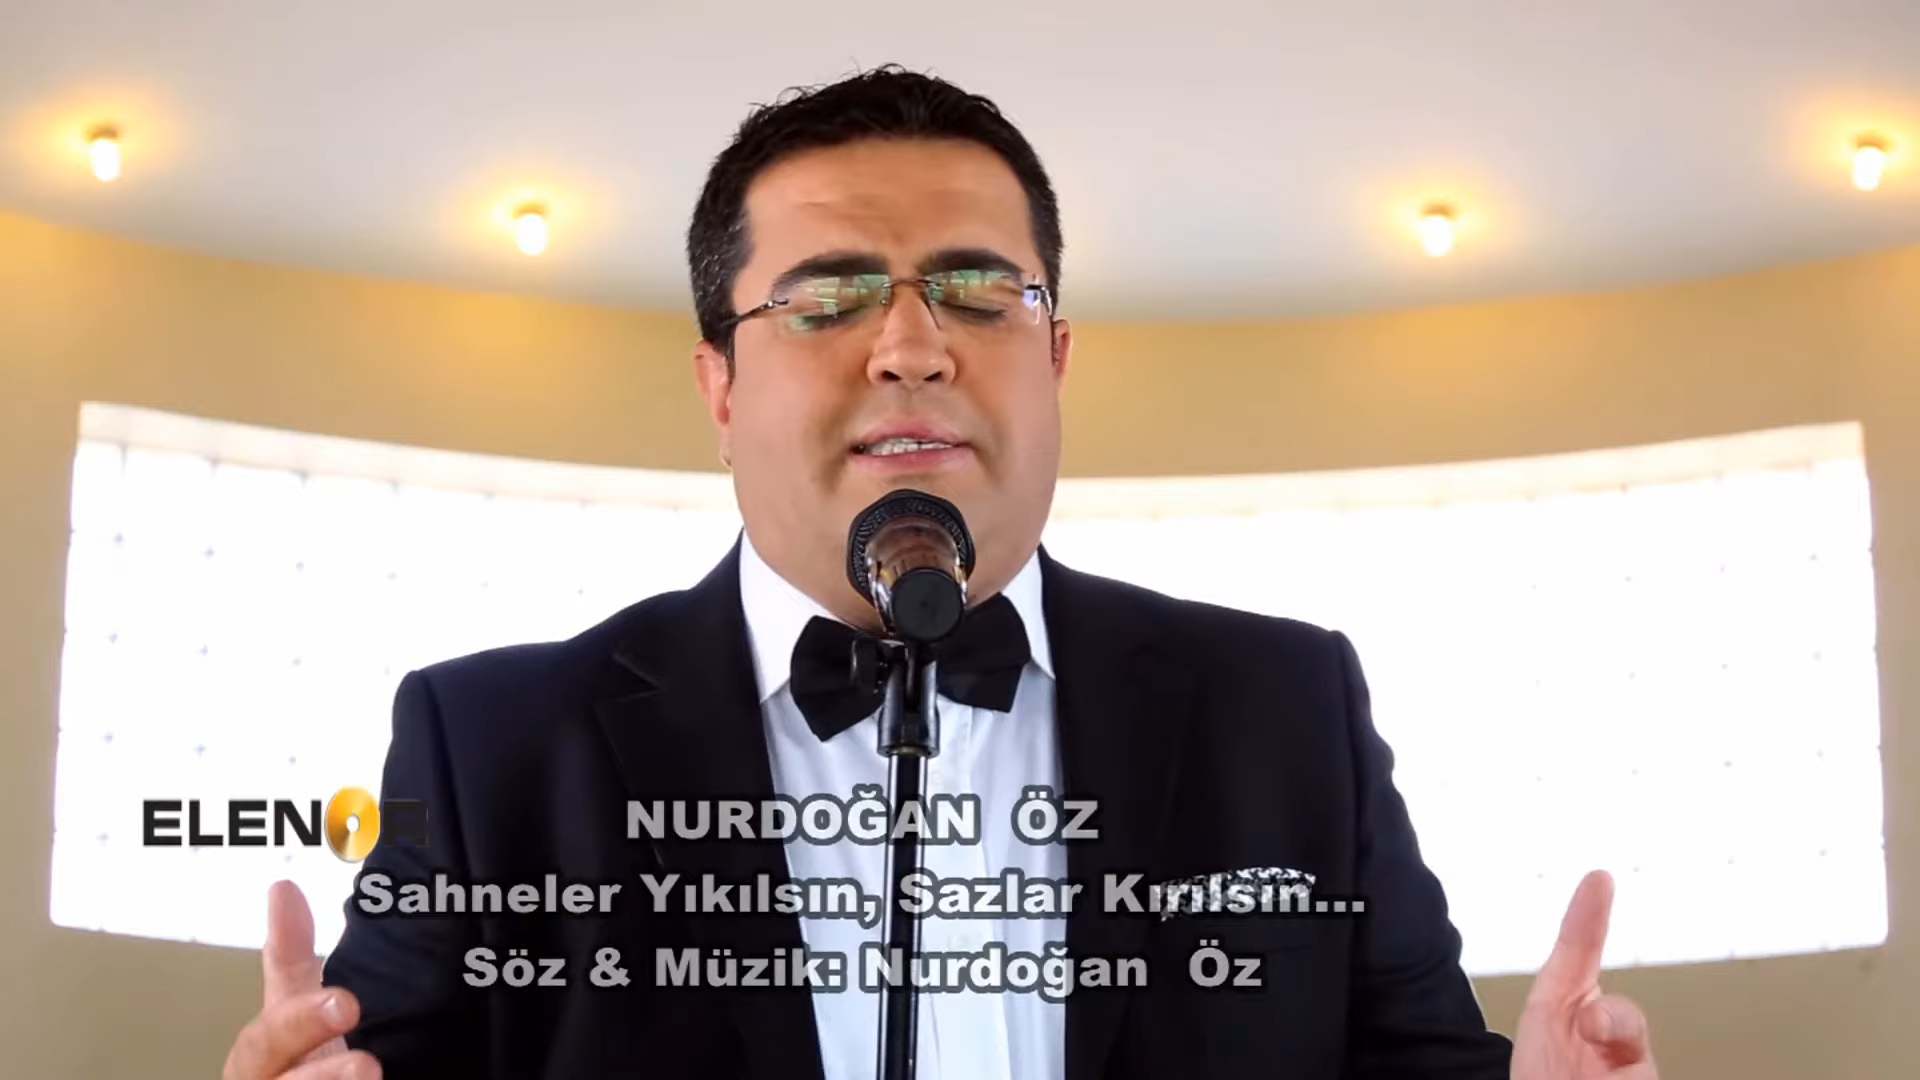 NURDOĞAN ÖZ
ELENOR
Sahneler Yıkılsın, Sazlar Kırılsın...
Söz & Müzik: Nurdoğan Öz